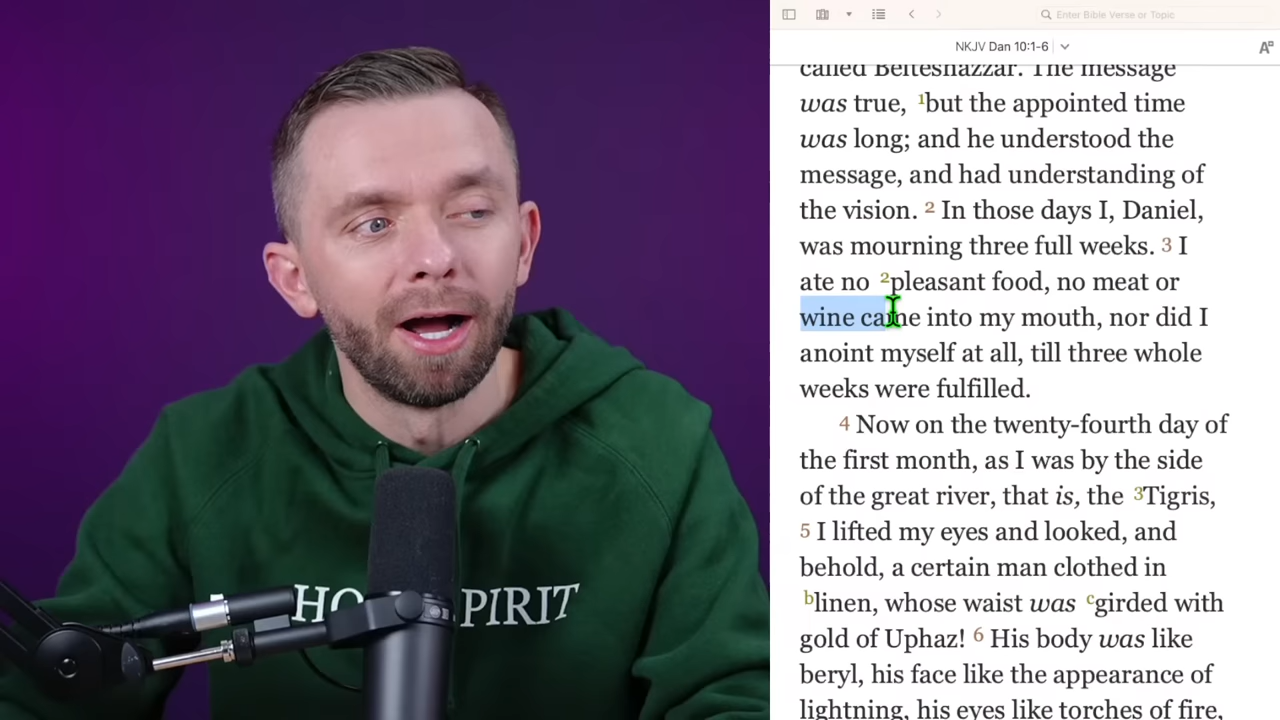 Enter Bible Verse or Topic
NKJV Dan 10:1-6
A
called Belteshazzar. The message
was true, 1but the appointed time
was long; and he understood the
message, and had understanding of
the vision. 2 In those days I, Daniel,
was mourning three full weeks. 3 I
ate no 2pleasant food, no meat or
wine came into my mouth, nor did I
anoint myself at all, till three whole
weeks were fulfilled.
4 Now on the twenty-fourth day of
the first month, as I was by the side
of the great river, that is, the 3Tigris,
5 I lifted my eyes and looked, and
behold, a certain man clothed in
blinen, whose waist was cgirded with
gold of Uphaz! 6 His body was like
beryl, his face like the appearance of
lightning, his eyes like torches of fire,
HO SPIRIT